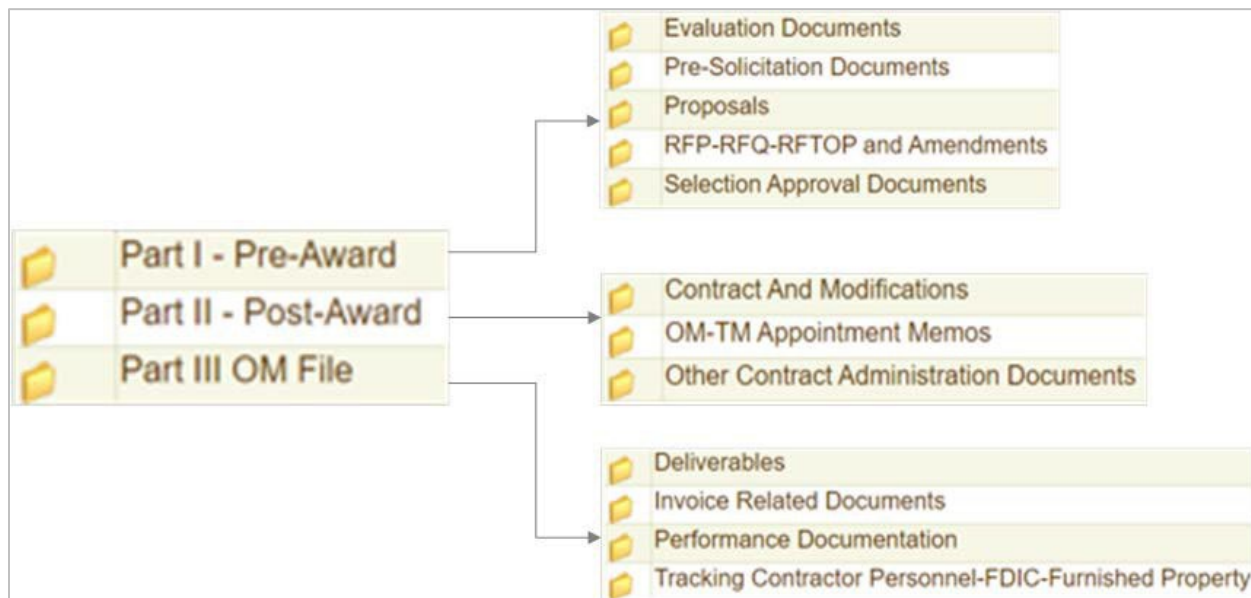 Part I - Pre-Award
Part II - Post-Award
Part III OM File
Evaluation Documents
Pre-Solicitation Documents
Proposals
RFP-RFQ-RFTOP and Amendments
Selection Approval Documents
Contract And Modifications
OM-TM Appointment Memos
Other Contract Administration Documents
Deliverables
Invoice Related Documents
Performance Documentation
Tracking Contractor Personnel-FDIC-Furnished Property